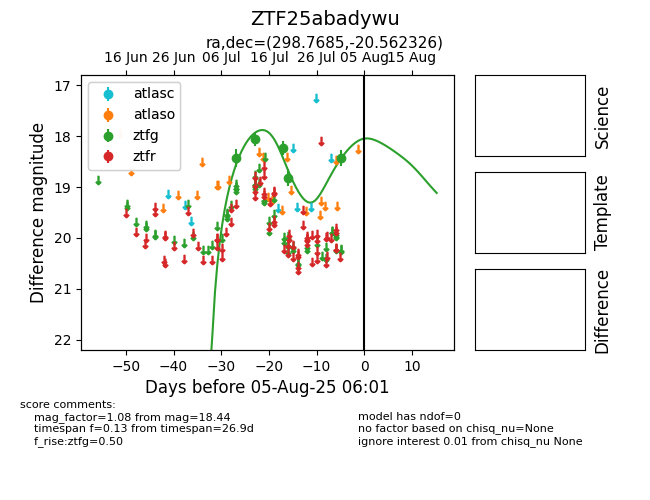 ZTF25abadywu
ra,dec=(298.7685,-20.562326)
16 Jun 26 Jun 06 Jul 16 Jul 26 Jul 05 Aug 15 Aug
17
18
19
20
21
22
Difference magnitude
atlasc
atlaso
ztfg
ztfr
−50 −40 −30 −20 −10 0 10
Days before 05-Aug-25 06:01
Science
Template
Difference
score comments:
mag_factor=1.08 from mag=18.44
timespan f=0.13 from timespan=26.9d
f_rise:ztfg=0.50
model has ndof=0
no factor based on chisq_nu=None
ignore interest 0.01 from chisq_nu None